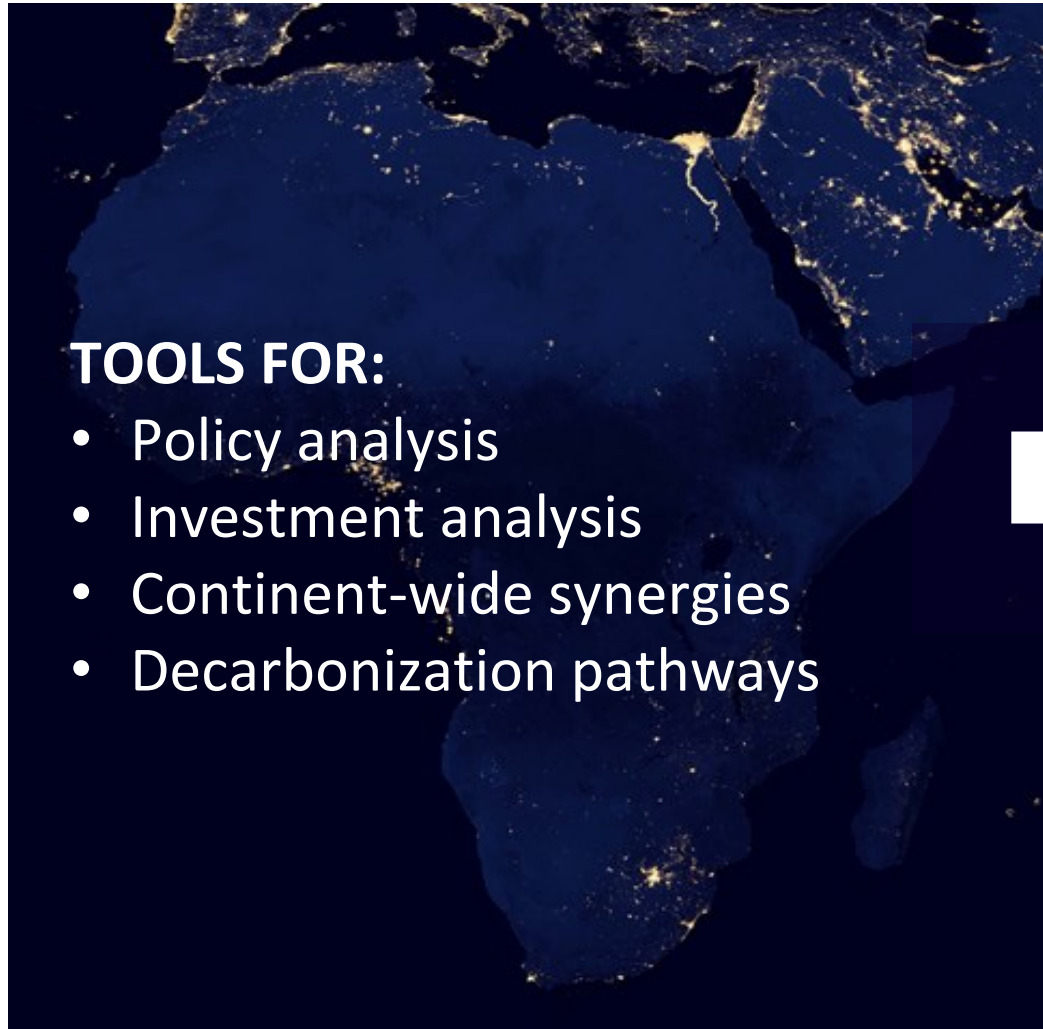 TOOLS FOR:
• Policy analysis
• Investment analysis
• Continent-wide synergies
• Decarbonization pathways